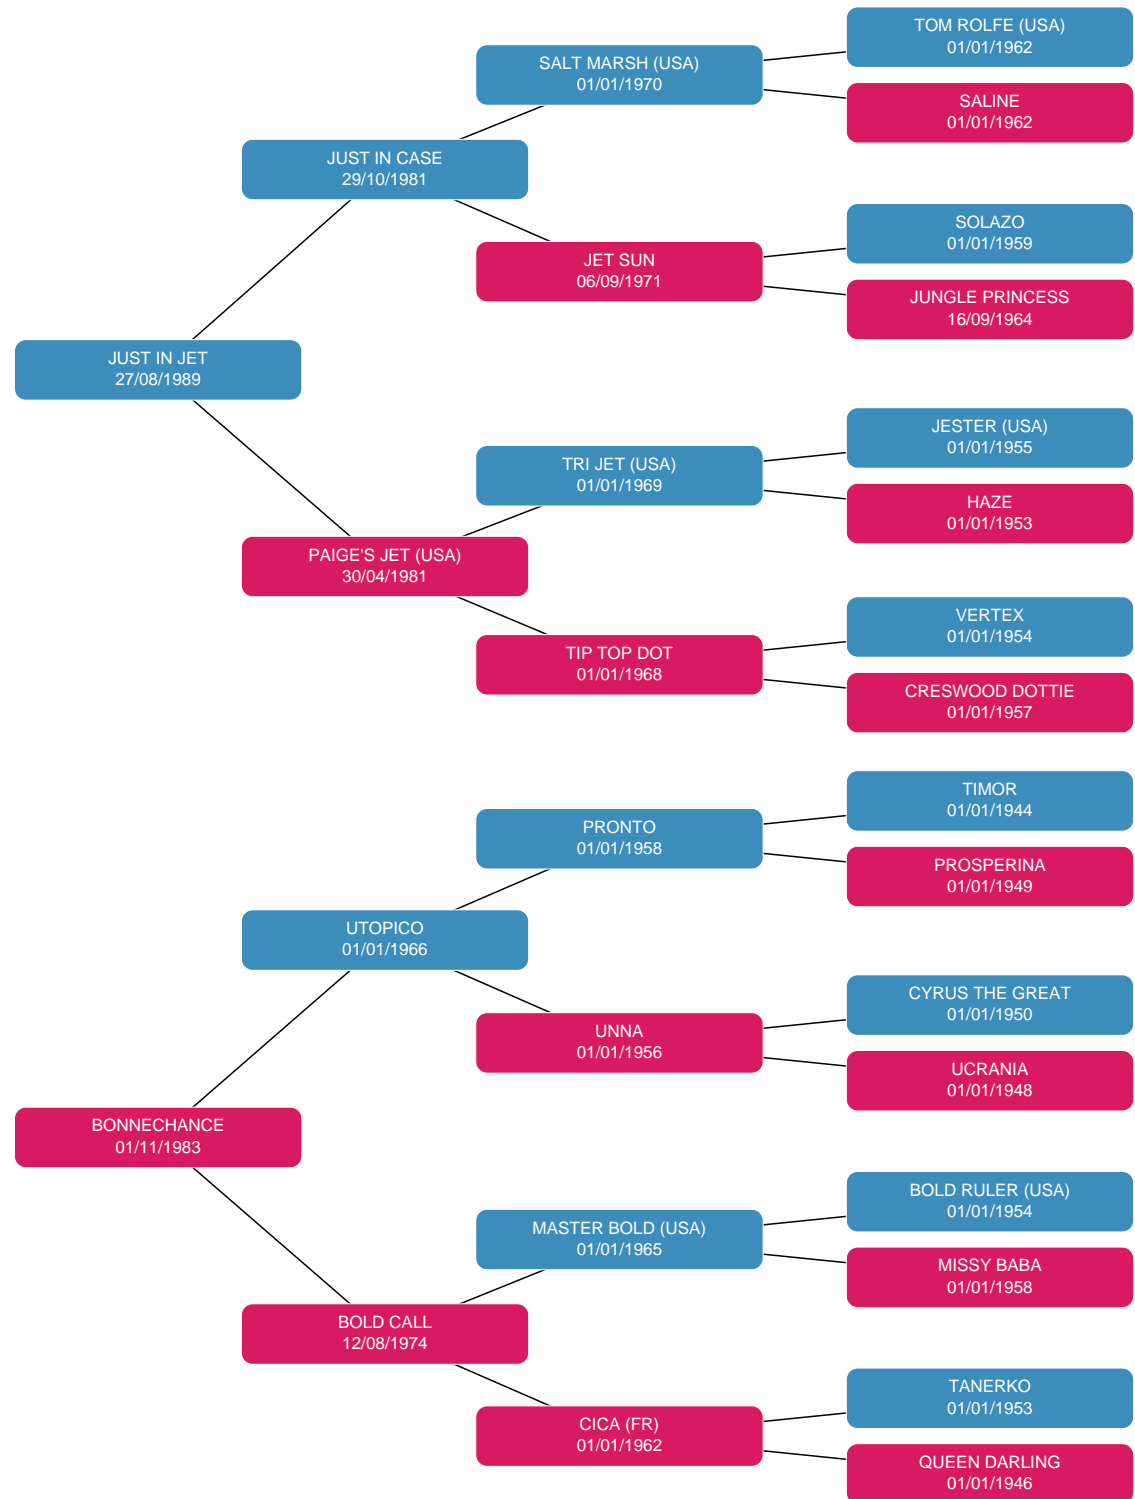 TOM ROLFE (USA)
01/01/1962
SALT MARSH (USA)
01/01/1970
SALINE
01/01/1962
JUST IN CASE
29/10/1981
SOLAZO
01/01/1959
JET SUN
06/09/1971
JUNGLE PRINCESS
16/09/1964
JUST IN JET
27/08/1989
JESTER (USA)
01/01/1955
TRI JET (USA)
01/01/1969
HAZE
01/01/1953
PAIGE'S JET (USA)
30/04/1981
VERTEX
01/01/1954
TIP TOP DOT
01/01/1968
CRESWOOD DOTTIE
01/01/1957
TIMOR
01/01/1944
PRONTO
01/01/1958
PROSPERINA
01/01/1949
UTOPICO
01/01/1966
CYRUS THE GREAT
01/01/1950
UNNA
01/01/1956
UCRANIA
01/01/1948
BONNECHANCE
01/11/1983
BOLD RULER (USA)
01/01/1954
MASTER BOLD (USA)
01/01/1965
MISSY BABA
01/01/1958
BOLD CALL
12/08/1974
TANERKO
01/01/1953
CICA (FR)
01/01/1962
QUEEN DARLING
01/01/1946